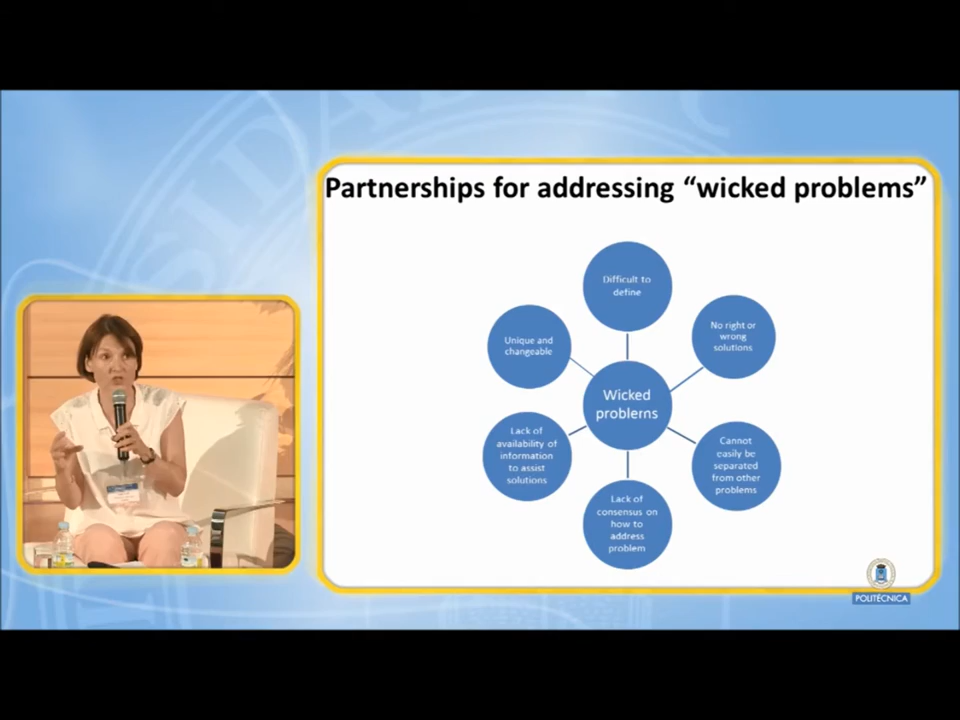 Partnerships for addressing “wicked problems”
Difficult to
define
No right or
wrong
solutions
Cannot
easily be
separated
from other
problems
Lack of
consensus on
how to
address
problem
Lack of
availability of
information
to assist
solutions
Unique and
changeable
Wicked
problems
POLITÉCNICA